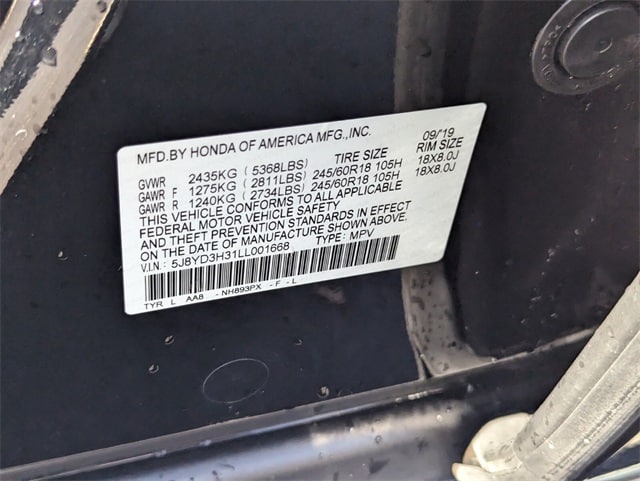 MFD.BY HONDA OF AMERICA MFG.,INC. 09/19
TIRE SIZE RIM SIZE
GVWR 2435KG ( 5368LBS)
GAWR F 1275KG ( 2811LBS) 245/60R18 105H 18X8.0J
GAWR R 1240KG ( 2734LBS) 245/60R18 105H 18X8.0J
THIS VEHICLE CONFORMS TO ALL APPLICABLE
FEDERAL MOTOR VEHICLE SAFETY
AND THEFT PREVENTION STANDARDS IN EFFECT
ON THE DATE OF MANUFACTURE SHOWN ABOVE.
V.I.N.: 5J8YD3H31LL001668 TYPE: MPV
TYR L AA8 -NH893PX -F -L